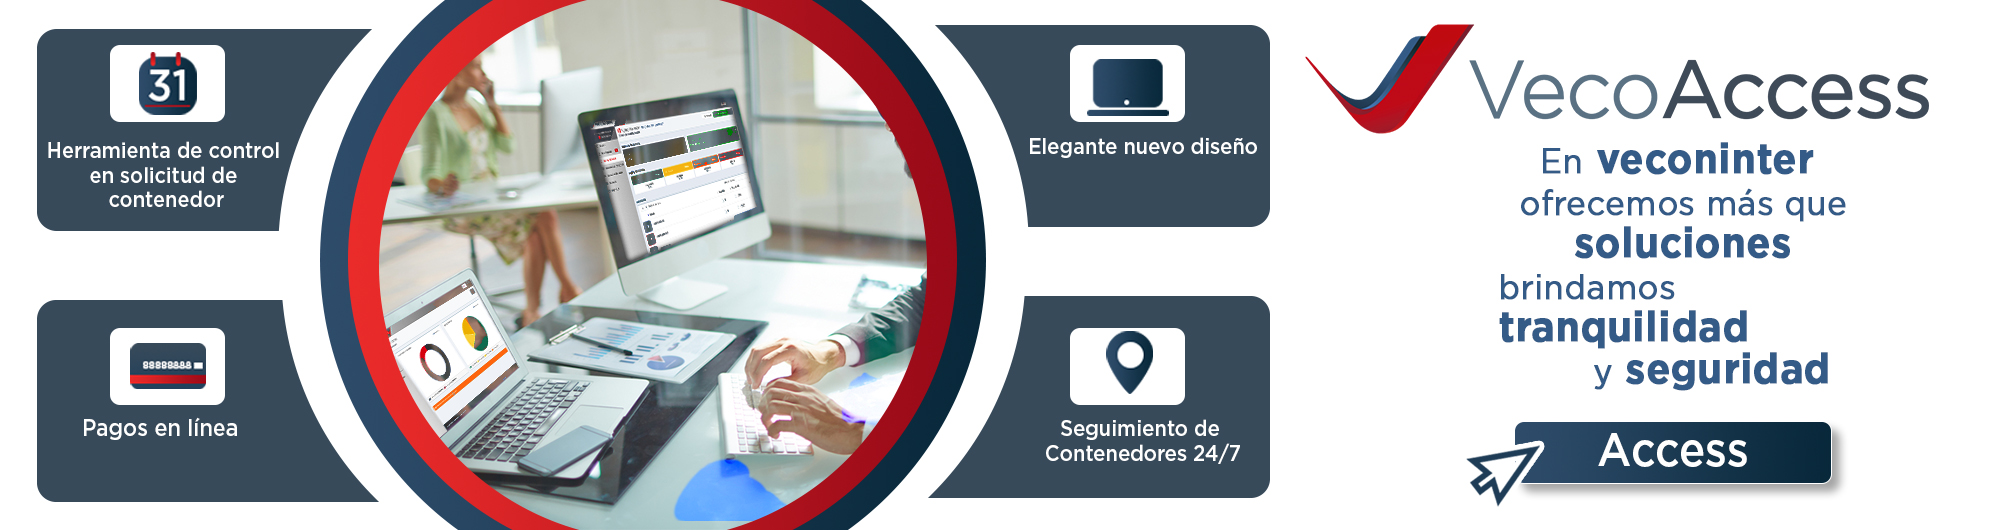 31
Herramienta de control
en solicitud de
contenedor
Pagos en línea
Elegante nuevo diseño
Seguimiento de
Contenedores 24/7
VecoAccess
En veconinter
ofrecemos más que
soluciones
brindamos
tranquilidad
y seguridad
Access